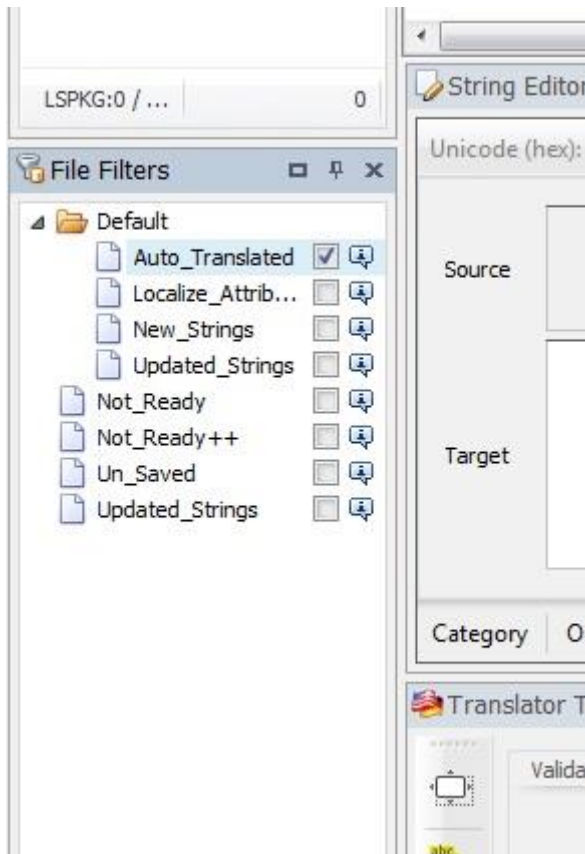 LSPKG:0 / ... 0
File Filters
Default
Auto_Translated
Localize_Attrib...
New_Strings
Updated_Strings
Not_Ready
Not_Ready++
Un_Saved
Updated_Strings
String Editor
Unicode (hex):
Source
Target
Category
Translator
abc